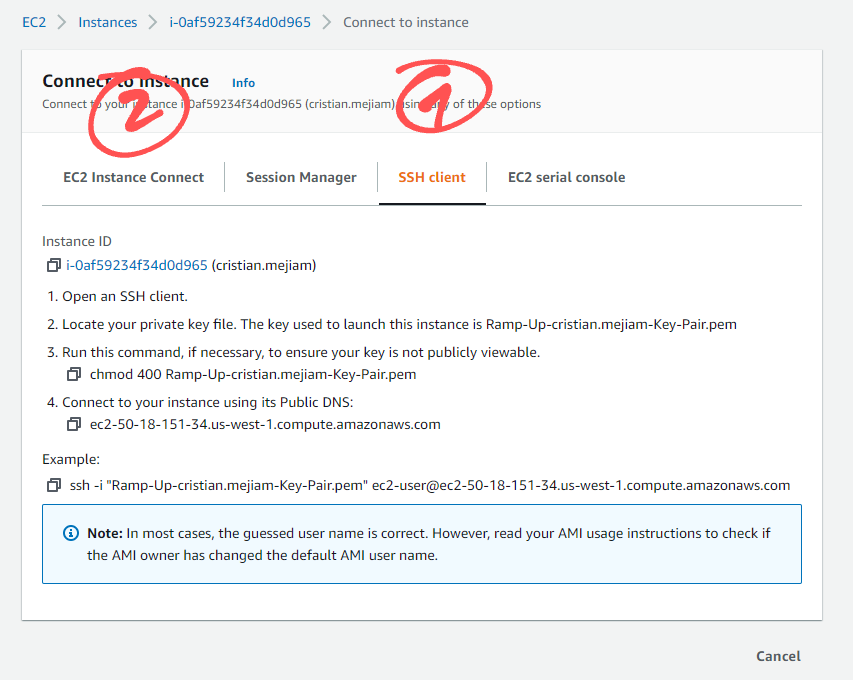 EC2 > Instances > i-0af59234f34d0d965 > Connect to instance
Connect to instance Info
Connect to your instance i-0af59234f34d0d965 (cristian.mejiam) using any of these options
2
1
EC2 Instance Connect
Session Manager
SSH client
EC2 serial console
Instance ID
i-0af59234f34d0d965 (cristian.mejiam)
1. Open an SSH client.
2. Locate your private key file. The key used to launch this instance is Ramp-Up-cristian.mejiam-Key-Pair.pem
3. Run this command, if necessary, to ensure your key is not publicly viewable.
chmod 400 Ramp-Up-cristian.mejiam-Key-Pair.pem
4. Connect to your instance using its Public DNS:
ec2-50-18-151-34.us-west-1.compute.amazonaws.com
Example:
ssh -i "Ramp-Up-cristian.mejiam-Key-Pair.pem" ec2-user@ec2-50-18-151-34.us-west-1.compute.amazonaws.com
Note: In most cases, the guessed user name is correct. However, read your AMI usage instructions to check if
the AMI owner has changed the default AMI user name.
Cancel